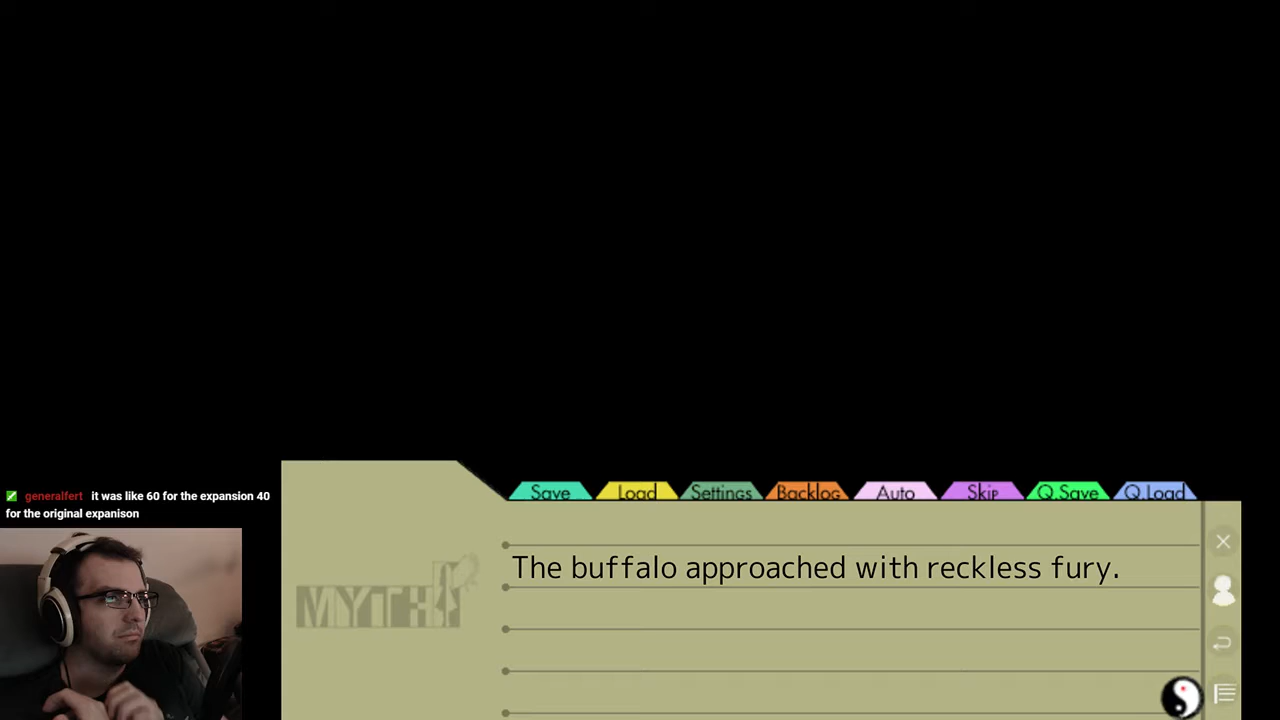 generalfert it was like 60 for the expansion 40
for the original expanison
Save Load Settings Backlog Auto Skip Q.Save Q.Load
The buffalo approached with reckless fury.
MYTH